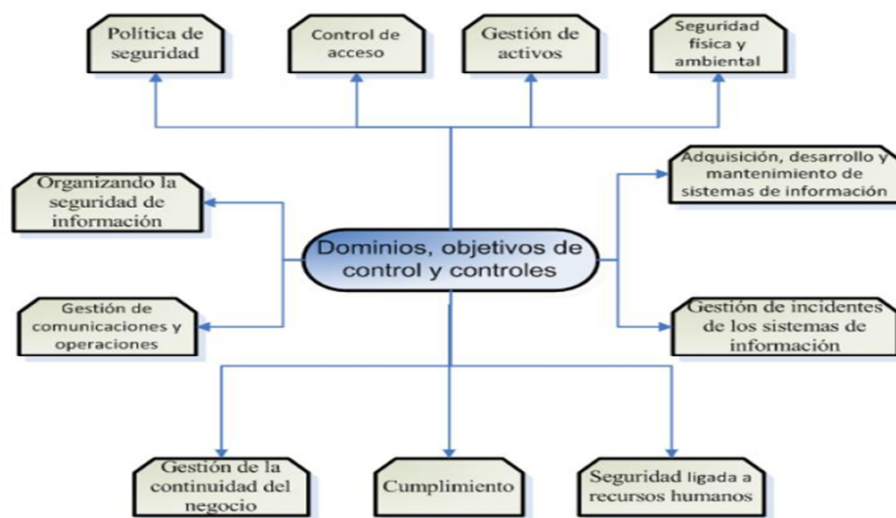 Política de
seguridad
Control de
acceso
Gestión de
activos
Seguridad
física y
ambiental
Organizando la
seguridad de
información
Adquisición, desarrollo y
mantenimiento de
sistemas de información
Dominios, objetivos de
control y controles
Gestión de
comunicaciones y
operaciones
Gestión de incidentes
de los sistemas de
información
Gestión de la
continuidad del
negocio
Cumplimiento
Seguridad ligada a
recursos humanos